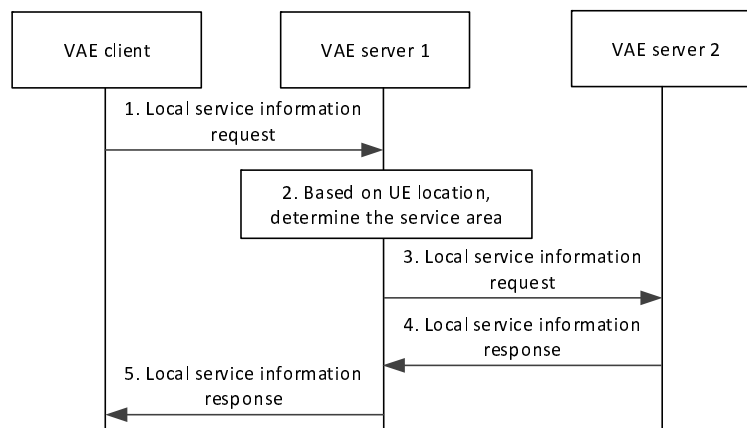 VAE client
VAE server 1
VAE server 2
1. Local service information
request
2. Based on UE location,
determine the service area
3. Local service information
request
4. Local service information
response
5. Local service information
response